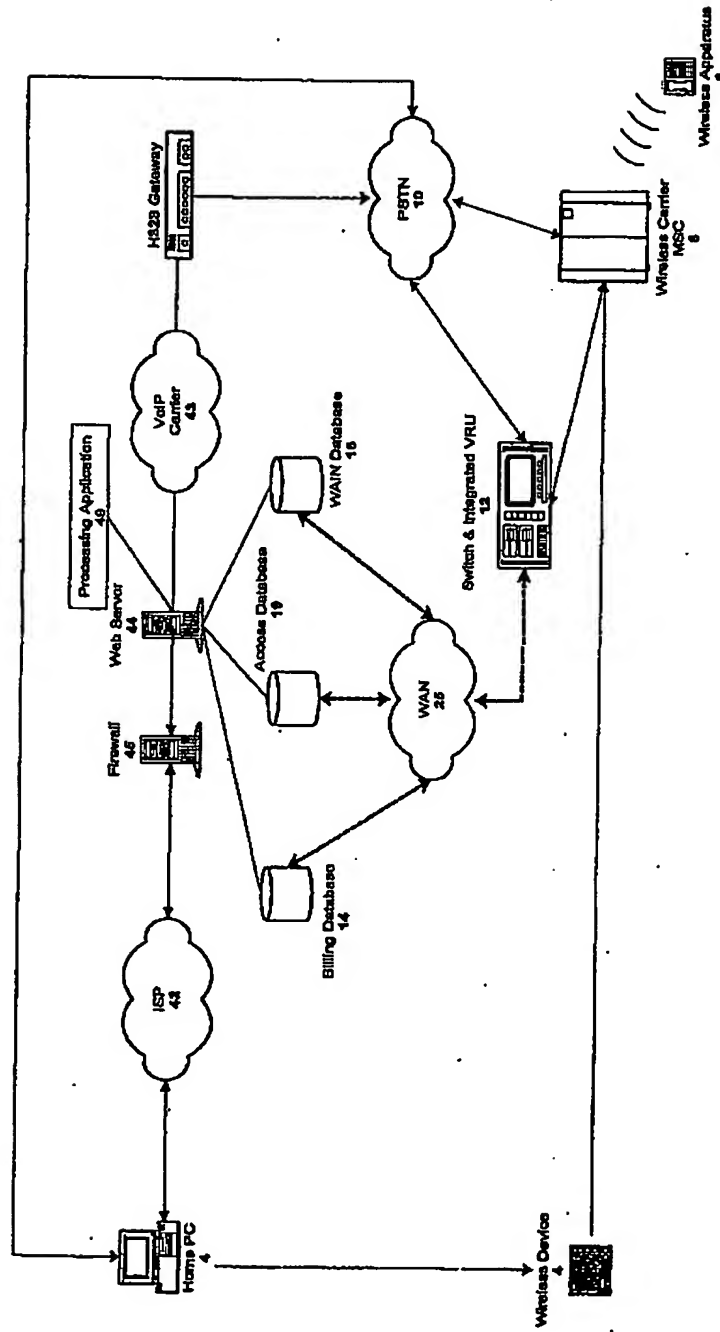 H323 Gateway
VoIP
Carrier
43
Processing Application
49
Web Server
44
Firewall
45
ISP
42
Home PC
4
PSTN
10
WAIN Database
16
Access Database
19
Billing Database
14
WAN
25
Switch & Integrated VRU
12
Wireless Carrier
MSC
Wireless Apparatus
Wireless Device
4